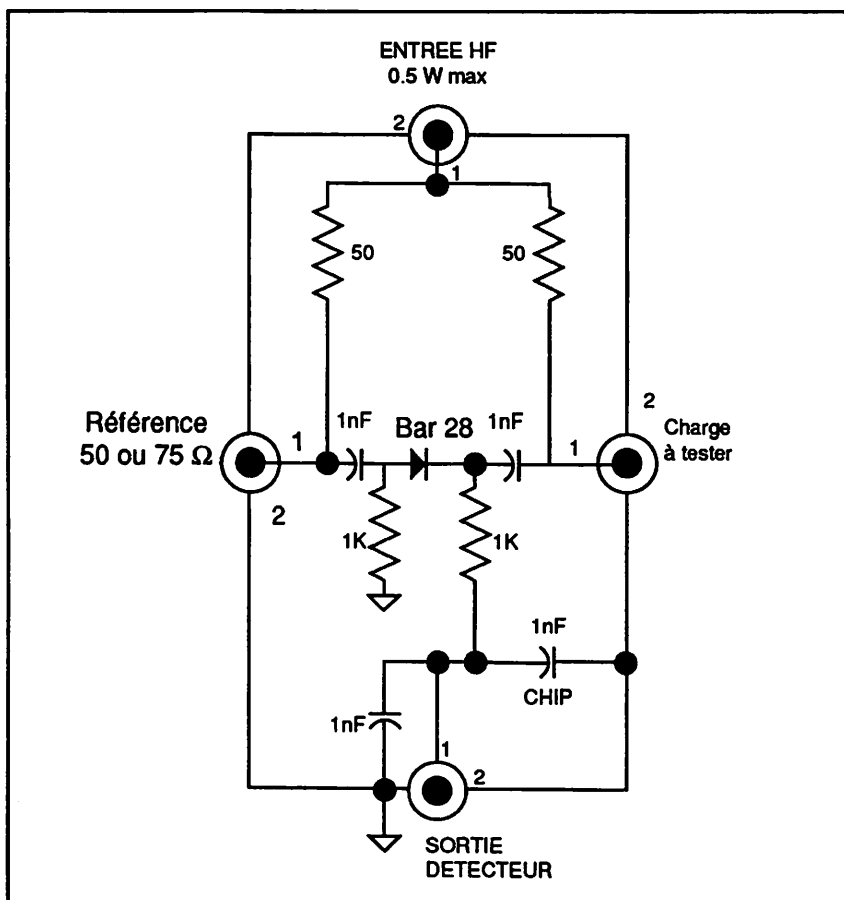 ENTREE HF
0.5 W max
2
1
50
50
Référence
50 ou 75 Ω
1
2
1nF
Bar 28
1nF
1
2
Charge
à tester
1K
1K
1nF
CHIP
1nF
1
2
SORTIE
DETECTEUR